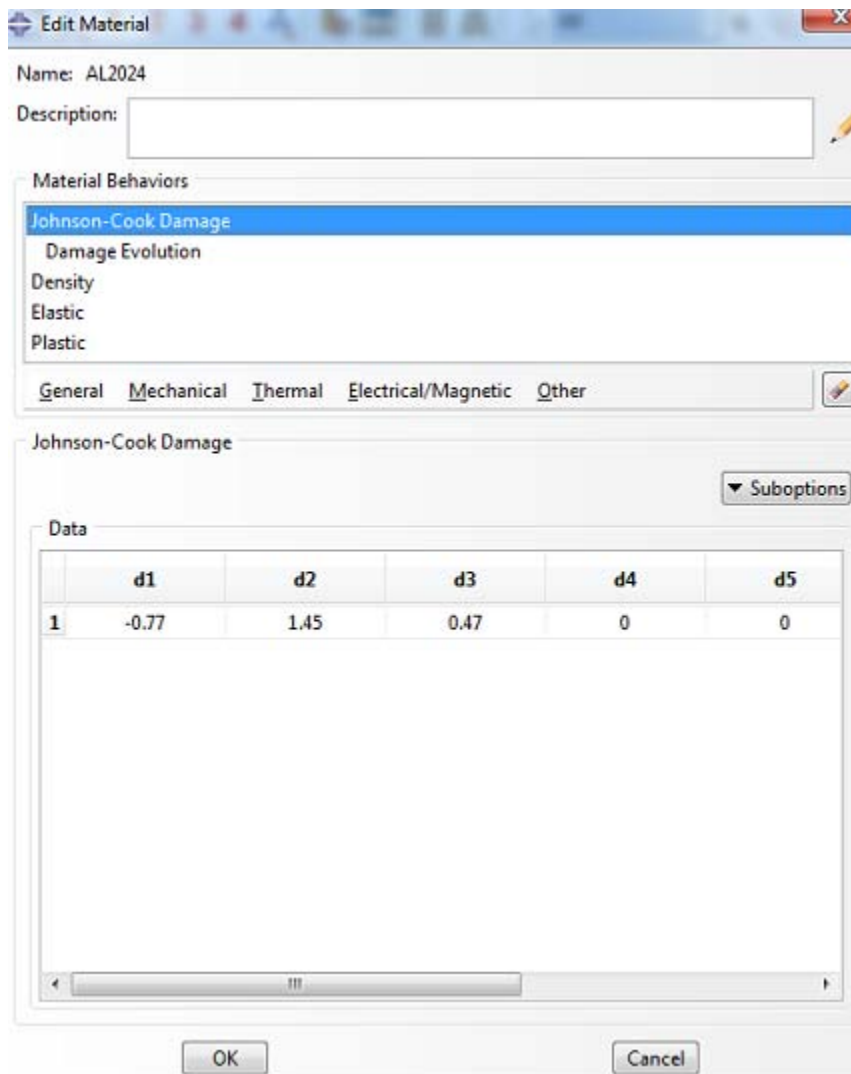 Edit Material
Name: AL2024
Description:
Material Behaviors
Johnson-Cook Damage
Damage Evolution
Density
Elastic
Plastic
General Mechanical Thermal Electrical/Magnetic Other
Johnson-Cook Damage
▼ Suboptions
Data
d1 d2 d3 d4 d5
1 -0.77 1.45 0.47 0 0
OK Cancel